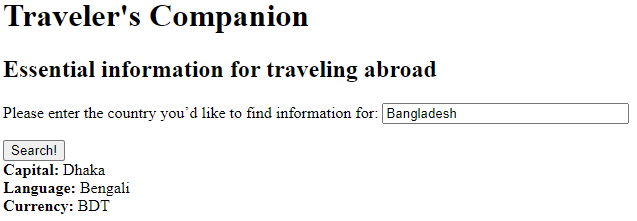 Traveler's Companion
Essential information for traveling abroad
Please enter the country you’d like to find information for: Bangladesh
Search!
Capital: Dhaka
Language: Bengali
Currency: BDT